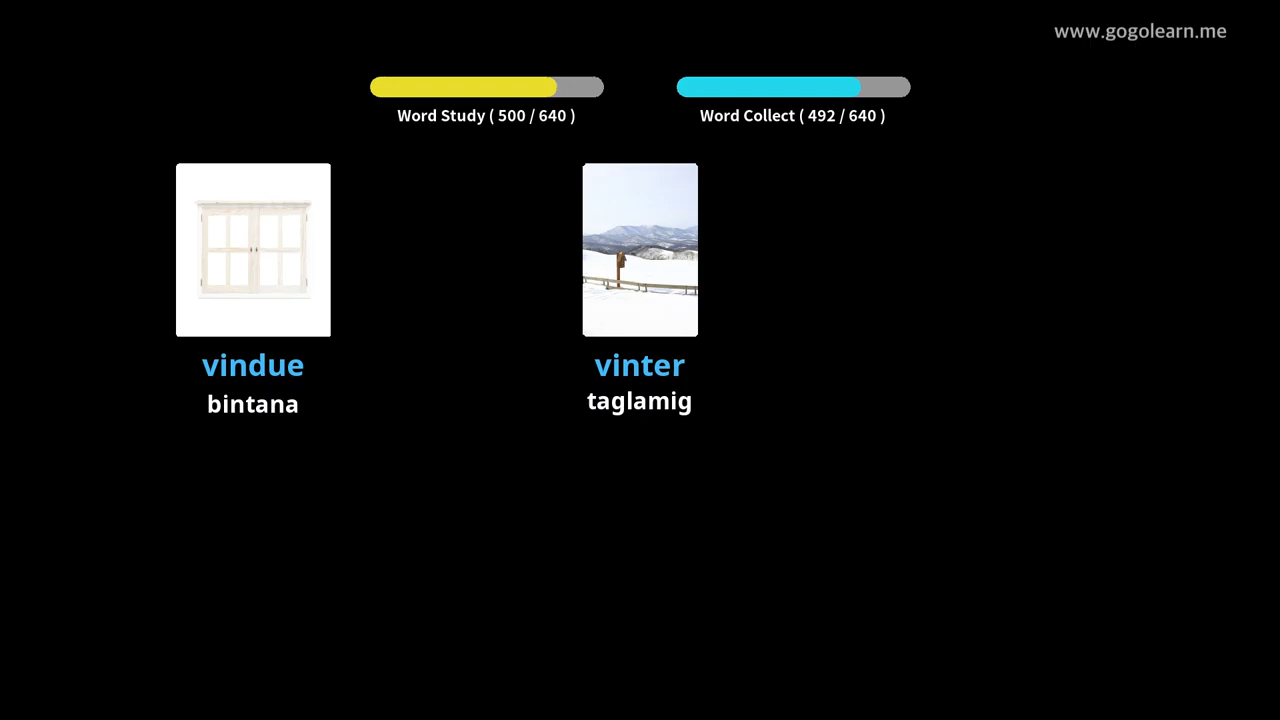 www.gogolearn.me
Word Study ( 500 / 640 )
Word Collect ( 492 / 640 )
vindue
bintana
vinter
taglamig